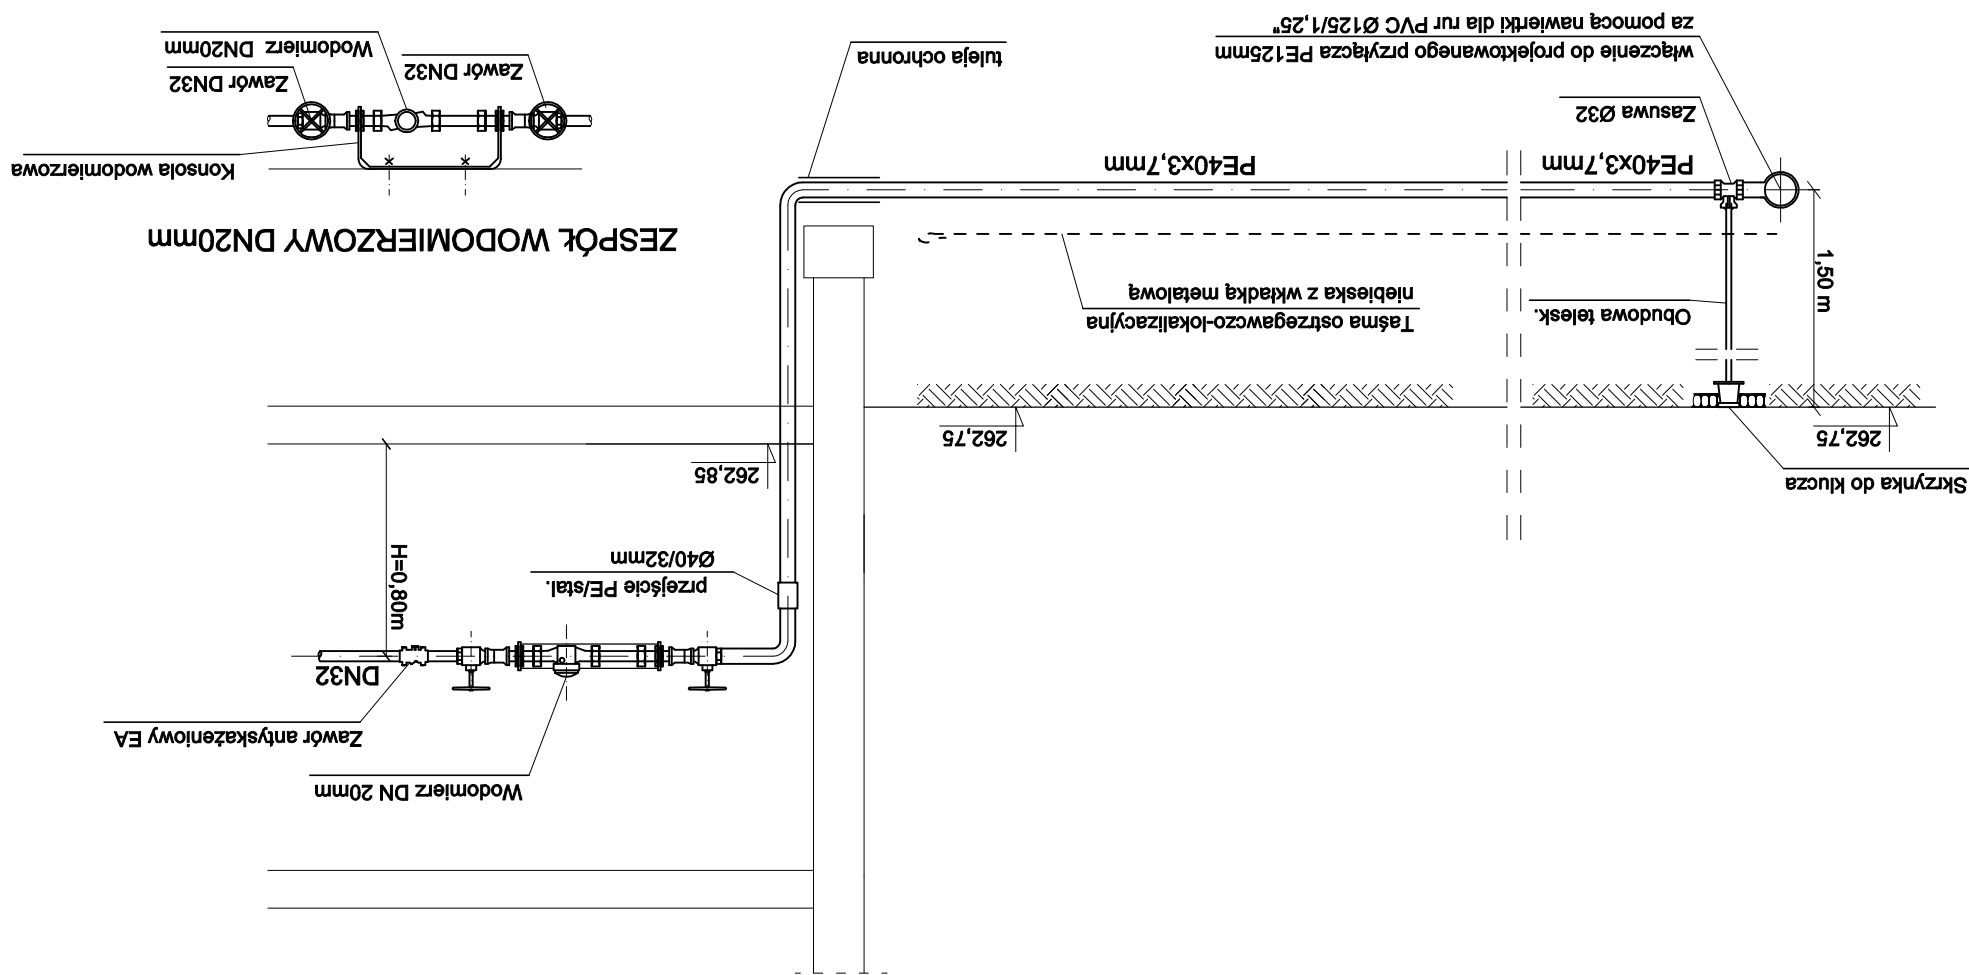 Wodomierz DN 20mm
Zawór antyskażeniowy EA
DN32
H=0,80m
przejście PE/stal.
Ø40/32mm
Skrzynka do klucza
262,85
262,75
262,75
Obudowa telesk.
Taśma ostrzegawczo-lokalizacyjna
niebieska z wkładką metalową
1,50 m
ZESPÓŁ WODOMIERZOWY DN20mm
PE40x3,7mm
PE40x3,7mm
Konsola wodomierzowa
Zasuwa Ø32
Zawór DN32
Zawór DN32
Wodomierz DN20mm
tuleja ochronna
włączenie do projektowanego przyłącza PE125mm
za pomocą nawiertki dla rur PVC Ø125/1,25"